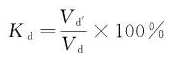 K_d = V_d' / V_d × 100%